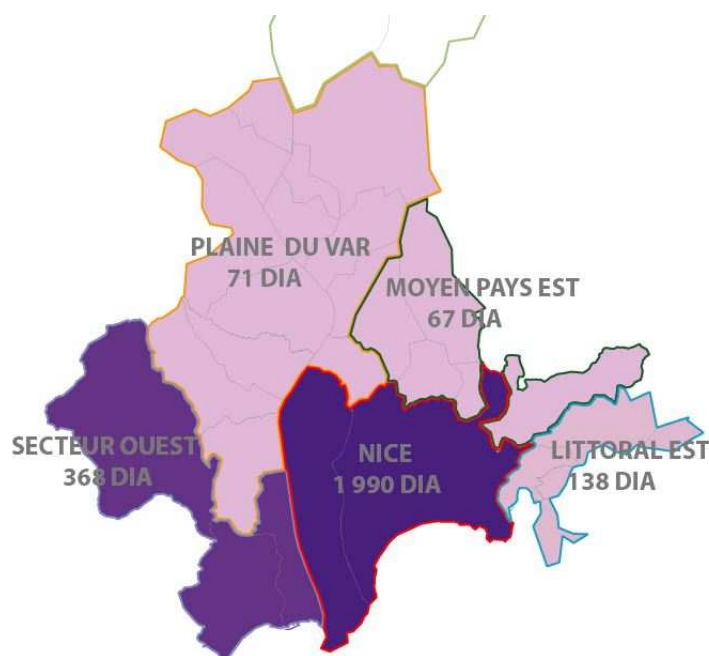 PLAINE DU VAR
71 DIA
MOYEN PAYS EST
67 DIA
SECTEUR OUEST
368 DIA
NICE
1 990 DIA
LITTORAL EST
138 DIA